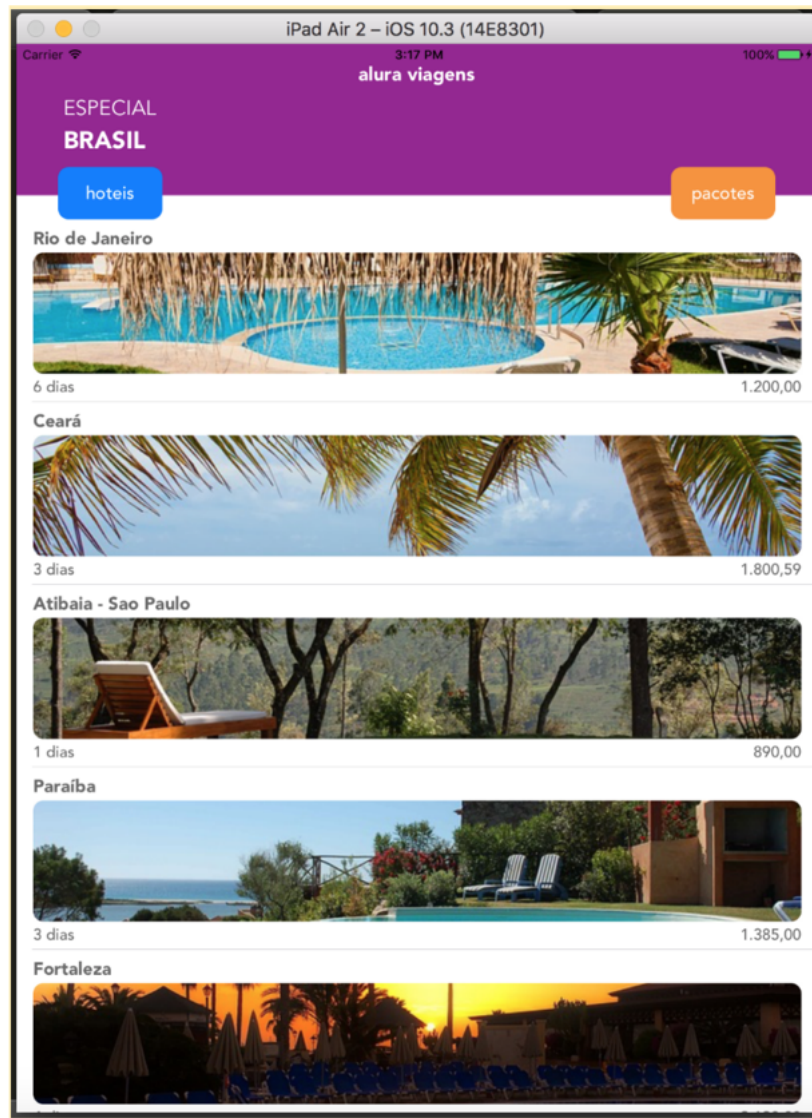 iPad Air 2 – iOS 10.3 (14E8301)
Carrier 3:17 PM 100%
alura viagens
ESPECIAL
BRASIL
hoteis pacotes
Rio de Janeiro
6 dias 1.200,00
Ceará
3 dias 1.800,59
Atibaia - Sao Paulo
1 dias 890,00
Paraíba
3 dias 1.385,00
Fortaleza